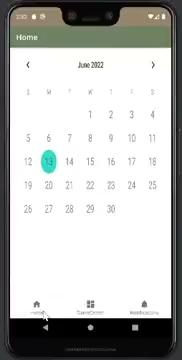 Home
June 2022
S M T W T F S
1 2 3 4
5 6 7 8 9 10 11
12 13 14 15 16 17 18
19 20 21 22 23 24 25
26 27 28 29 30
Home Dashboard Notifications